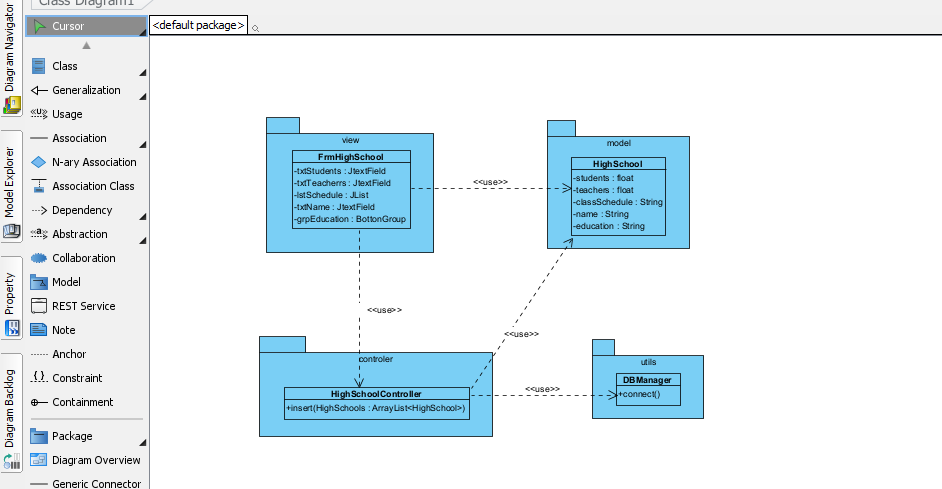 Class Diagram1
Diagram Navigator
Model Explorer
Property
Diagram Backlog
Cursor
Class
Generalization
<<U>>
Usage
Association
N-ary Association
Association Class
Dependency
<<a>>
Abstraction
Collaboration
Model
REST Service
Note
Anchor
{.}
Constraint
Containment
Package
Diagram Overview
Generic Connector
<default package>
view
FrmHighSchool
-txtStudents : JtextField
-txtTeacherrs : JtextField
-lstSchedule : JList
-txtName : JtextField
-grpEducation : BottonGroup
<<use>>
model
HighSchool
-students : float
-teachers : float
-classSchedule : String
-name : String
-education : String
<<use>>
<<use>>
controler
HighSchoolController
+insert(HighSchools : ArrayList<HighSchool>)
<<use>>
utils
DBManager
+connect()